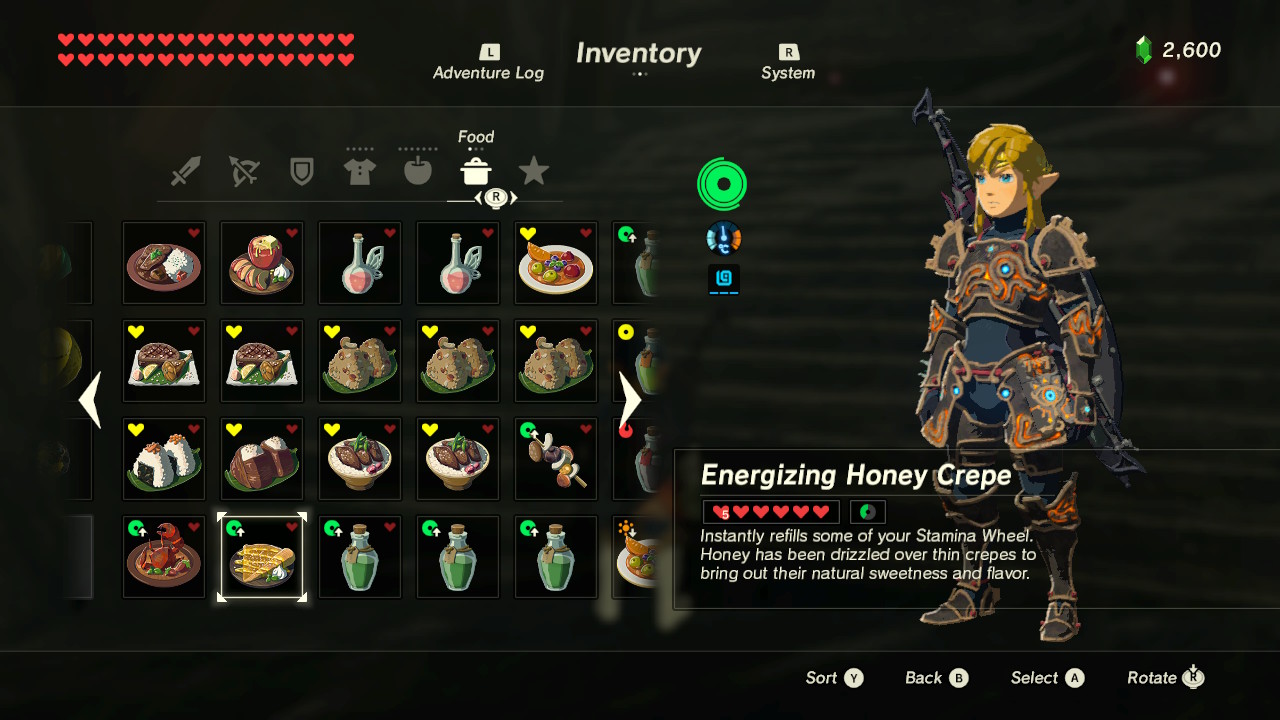 L
Adventure Log
Inventory
R
System
2,600
Food
R
°C
Energizing Honey Crepe
5
Instantly refills some of your Stamina Wheel.
Honey has been drizzled over thin crepes to
bring out their natural sweetness and flavor.
Sort Y
Back B
Select A
Rotate R